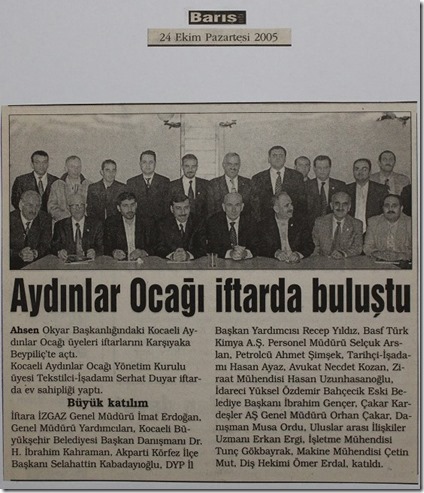 Barış
24 Ekim Pazartesi 2005
Aydınlar Ocağı iftarda buluştu
Ahsen Okyar Başkanlığındaki Kocaeli Ay-
dınlar Ocağı üyeleri iftarlarını Karşıyaka
Beypiliç'te açtı.
Kocaeli Aydınlar Ocağı Yönetim Kurulu
üyesi Tekstilci-İşadamı Serhat Duyar iftar-
da ev sahipliği yaptı.
Büyük katılım
İftara İZGAZ Genel Müdürü İmat Erdoğan,
Genel Müdürü Yardımcıları, Kocaeli Bü-
yükşehir Belediyesi Başkan Danışmanı Dr.
H. İbrahim Kahraman, Akparti Körfez İlçe
Başkanı Selahattin Kabadayıoğlu, DYP İl
Başkan Yardımcısı Recep Yıldız, Basf Türk
Kimya A.Ş. Personel Müdürü Selçuk Ars-
lan, Petrolcü Ahmet Şimşek, Tarihçi-İşada-
mı Hasan Ayaz, Avukat Necdet Kozan, Zi-
raat Mühendisi Hasan Uzunhasanoğlu,
İdareci Yüksel Özdemir Bahçecik Eski Bele-
diye Başkanı İbrahim Gençer, Çakar Kar-
deşler AŞ Genel Müdürü Orhan Çakar, Da-
nışman Musa Ordu, Uluslar arası İlişkiler
Uzmanı Erkan Ergi, İşletme Mühendisi
Tunç Gökbayrak, Makine Mühendisi Çetin
Mut, Diş Hekimi Ömer Erdal, katıldı.